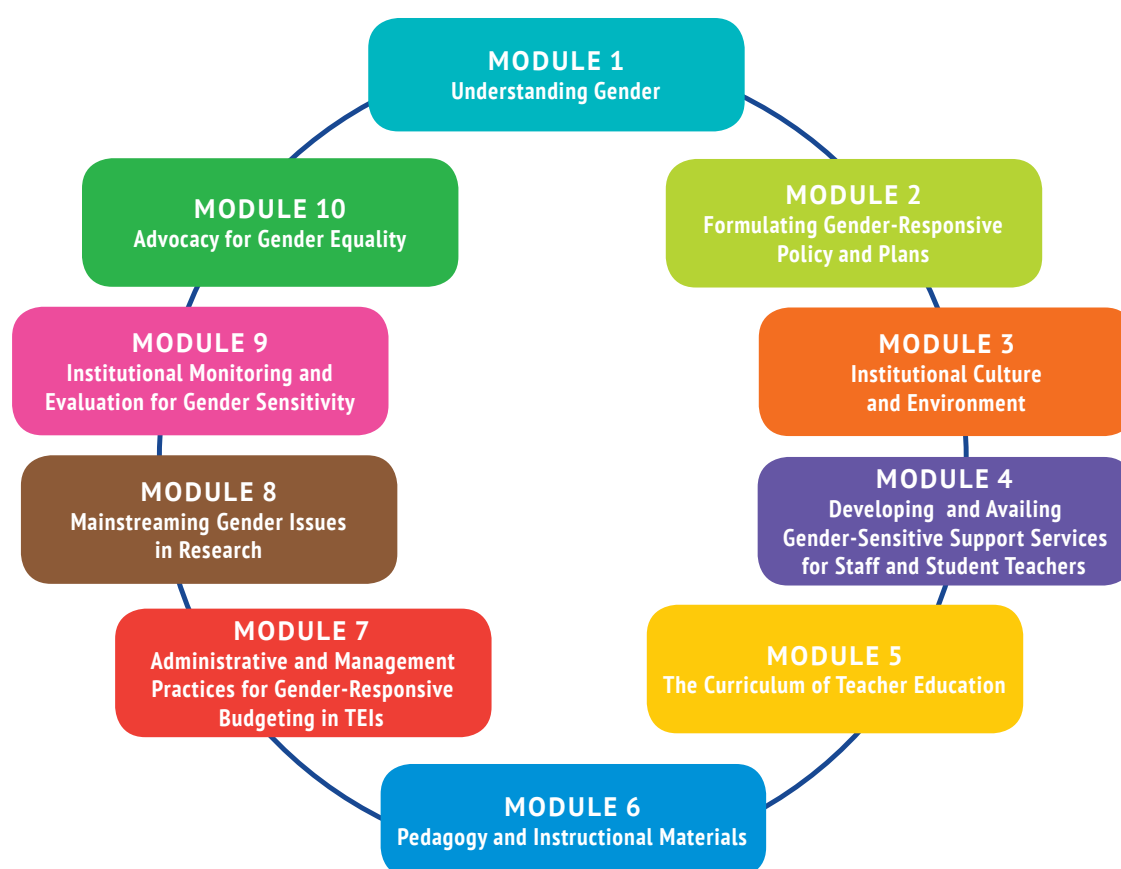 MODULE 1
Understanding Gender
MODULE 2
Formulating Gender-Responsive
Policy and Plans
MODULE 3
Institutional Culture
and Environment
MODULE 4
Developing and Availing
Gender-Sensitive Support Services
for Staff and Student Teachers
MODULE 5
The Curriculum of Teacher Education
MODULE 6
Pedagogy and Instructional Materials
MODULE 7
Administrative and Management
Practices for Gender-Responsive
Budgeting in TEIs
MODULE 8
Mainstreaming Gender Issues
in Research
MODULE 9
Institutional Monitoring and
Evaluation for Gender Sensitivity
MODULE 10
Advocacy for Gender Equality